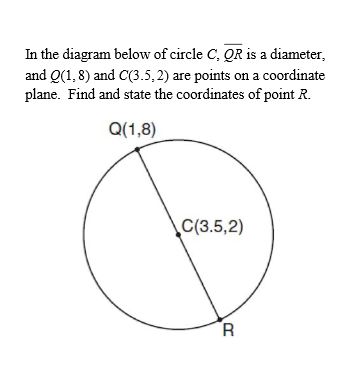 In the diagram below of circle C, QR is a diameter,
and Q(1,8) and C(3.5,2) are points on a coordinate
plane. Find and state the coordinates of point R.
Q(1,8)
C(3.5,2)
R